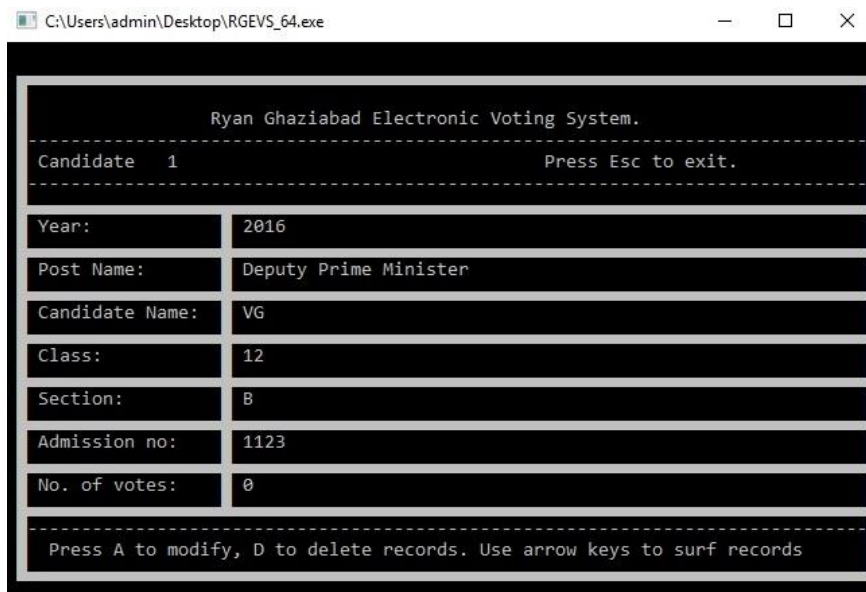 C:\Users\admin\Desktop\RGEVS_64.exe
Ryan Ghaziabad Electronic Voting System.
Candidate 1 Press Esc to exit.
Year: 2016
Post Name: Deputy Prime Minister
Candidate Name: VG
Class: 12
Section: B
Admission no: 1123
No. of votes: 0
Press A to modify, D to delete records. Use arrow keys to surf records